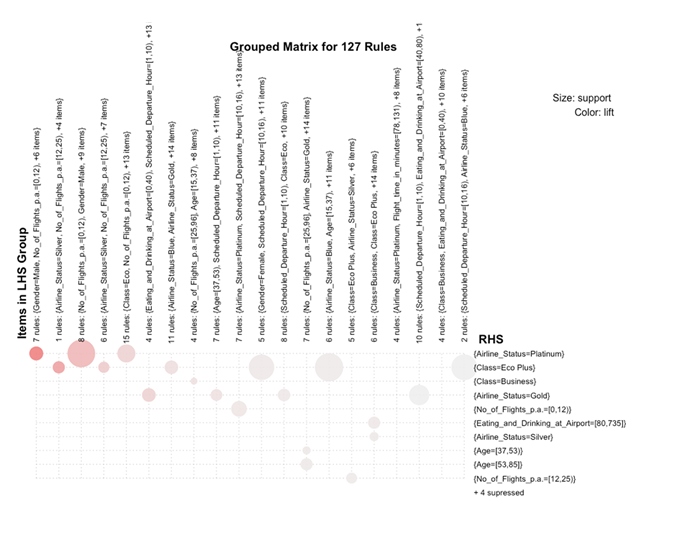 Grouped Matrix for 127 Rules
Size: support
Color: lift
Items in LHS Group
7 rules: {Gender=Male, No_of_Flights_p.a.=[0,12), +6 items}
1 rules: {Airline_Status=Silver, No_of_Flights_p.a.=[12,25), +4 items}
8 rules: {No_of_Flights_p.a.=[0,12), Gender=Male, +9 items}
6 rules: {Airline_Status=Silver, No_of_Flights_p.a.=[12,25), +7 items}
15 rules: {Class=Eco, No_of_Flights_p.a.=[0,12), +13 items}
4 rules: {Eating_and_Drinking_at_Airport=[0,40), Scheduled_Departure_Hour=[1,10), +13
11 rules: {Airline_Status=Blue, Airline_Status=Gold, +14 items}
4 rules: {No_of_Flights_p.a.=[25,96], Age=[15,37), +8 items}
7 rules: {Age=[37,53), Scheduled_Departure_Hour=[1,10), +11 items}
7 rules: {Airline_Status=Platinum, Scheduled_Departure_Hour=[10,16), +13 items}
5 rules: {Gender=Female, Scheduled_Departure_Hour=[10,16), +11 items}
8 rules: {Scheduled_Departure_Hour=[1,10), Class=Eco, +10 items}
7 rules: {No_of_Flights_p.a.=[25,96], Airline_Status=Gold, +14 items}
6 rules: {Airline_Status=Blue, Age=[15,37), +11 items}
5 rules: {Class=Eco Plus, Airline_Status=Silver, +6 items}
6 rules: {Class=Business, Class=Eco Plus, +14 items}
4 rules: {Airline_Status=Platinum, Flight_time_in_minutes=[78,131), +8 items}
10 rules: {Scheduled_Departure_Hour=[1,10), Eating_and_Drinking_at_Airport=[40,80), +1
4 rules: {Class=Business, Eating_and_Drinking_at_Airport=[0,40), +10 items}
2 rules: {Scheduled_Departure_Hour=[10,16), Airline_Status=Blue, +6 items}
RHS
{Airline_Status=Platinum}
{Class=Eco Plus}
{Class=Business}
{Airline_Status=Gold}
{No_of_Flights_p.a.=[0,12)}
{Eating_and_Drinking_at_Airport=[80,735]}
{Airline_Status=Silver}
{Age=[37,53)}
{Age=[53,85]}
{No_of_Flights_p.a.=[12,25)}
+ 4 supressed